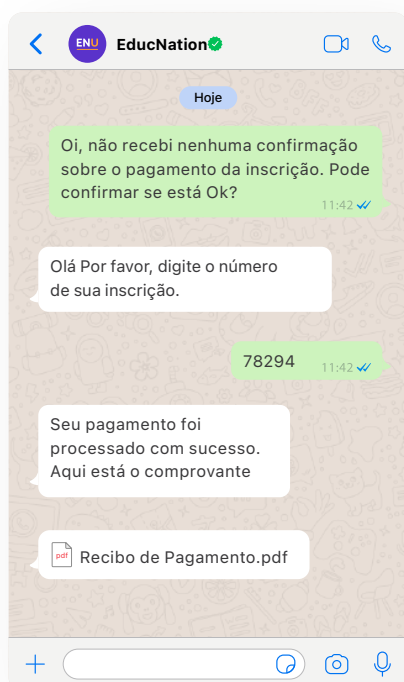 ENU EducNation
Hoje
Oi, não recebi nenhuma confirmação
sobre o pagamento da inscrição. Pode
confirmar se está Ok?
11:42
Olá Por favor, digite o número
de sua inscrição.
78294 11:42
Seu pagamento foi
processado com sucesso.
Aqui está o comprovante
pdf Recibo de Pagamento.pdf